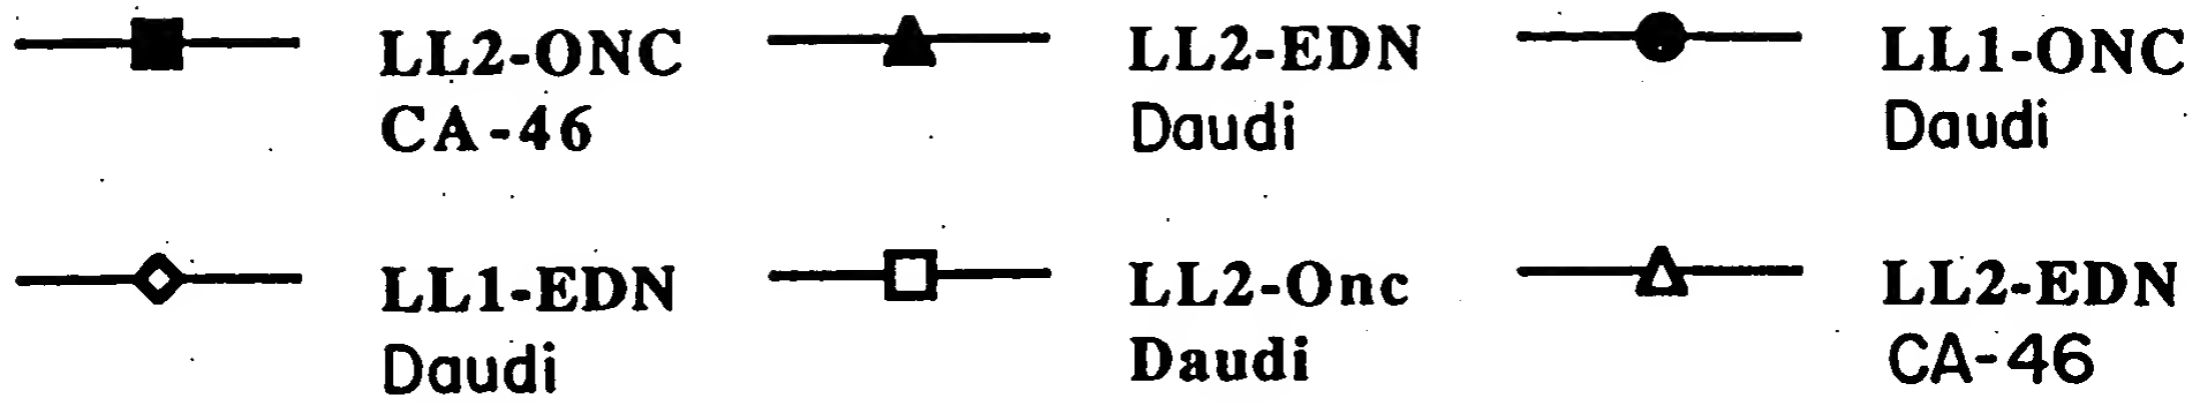 LL2-ONC
CA-46
LL2-EDN
Daudi
LL1-ONC
Daudi
LL1-EDN
Daudi
LL2-Onc
Daudi
LL2-EDN
CA-46